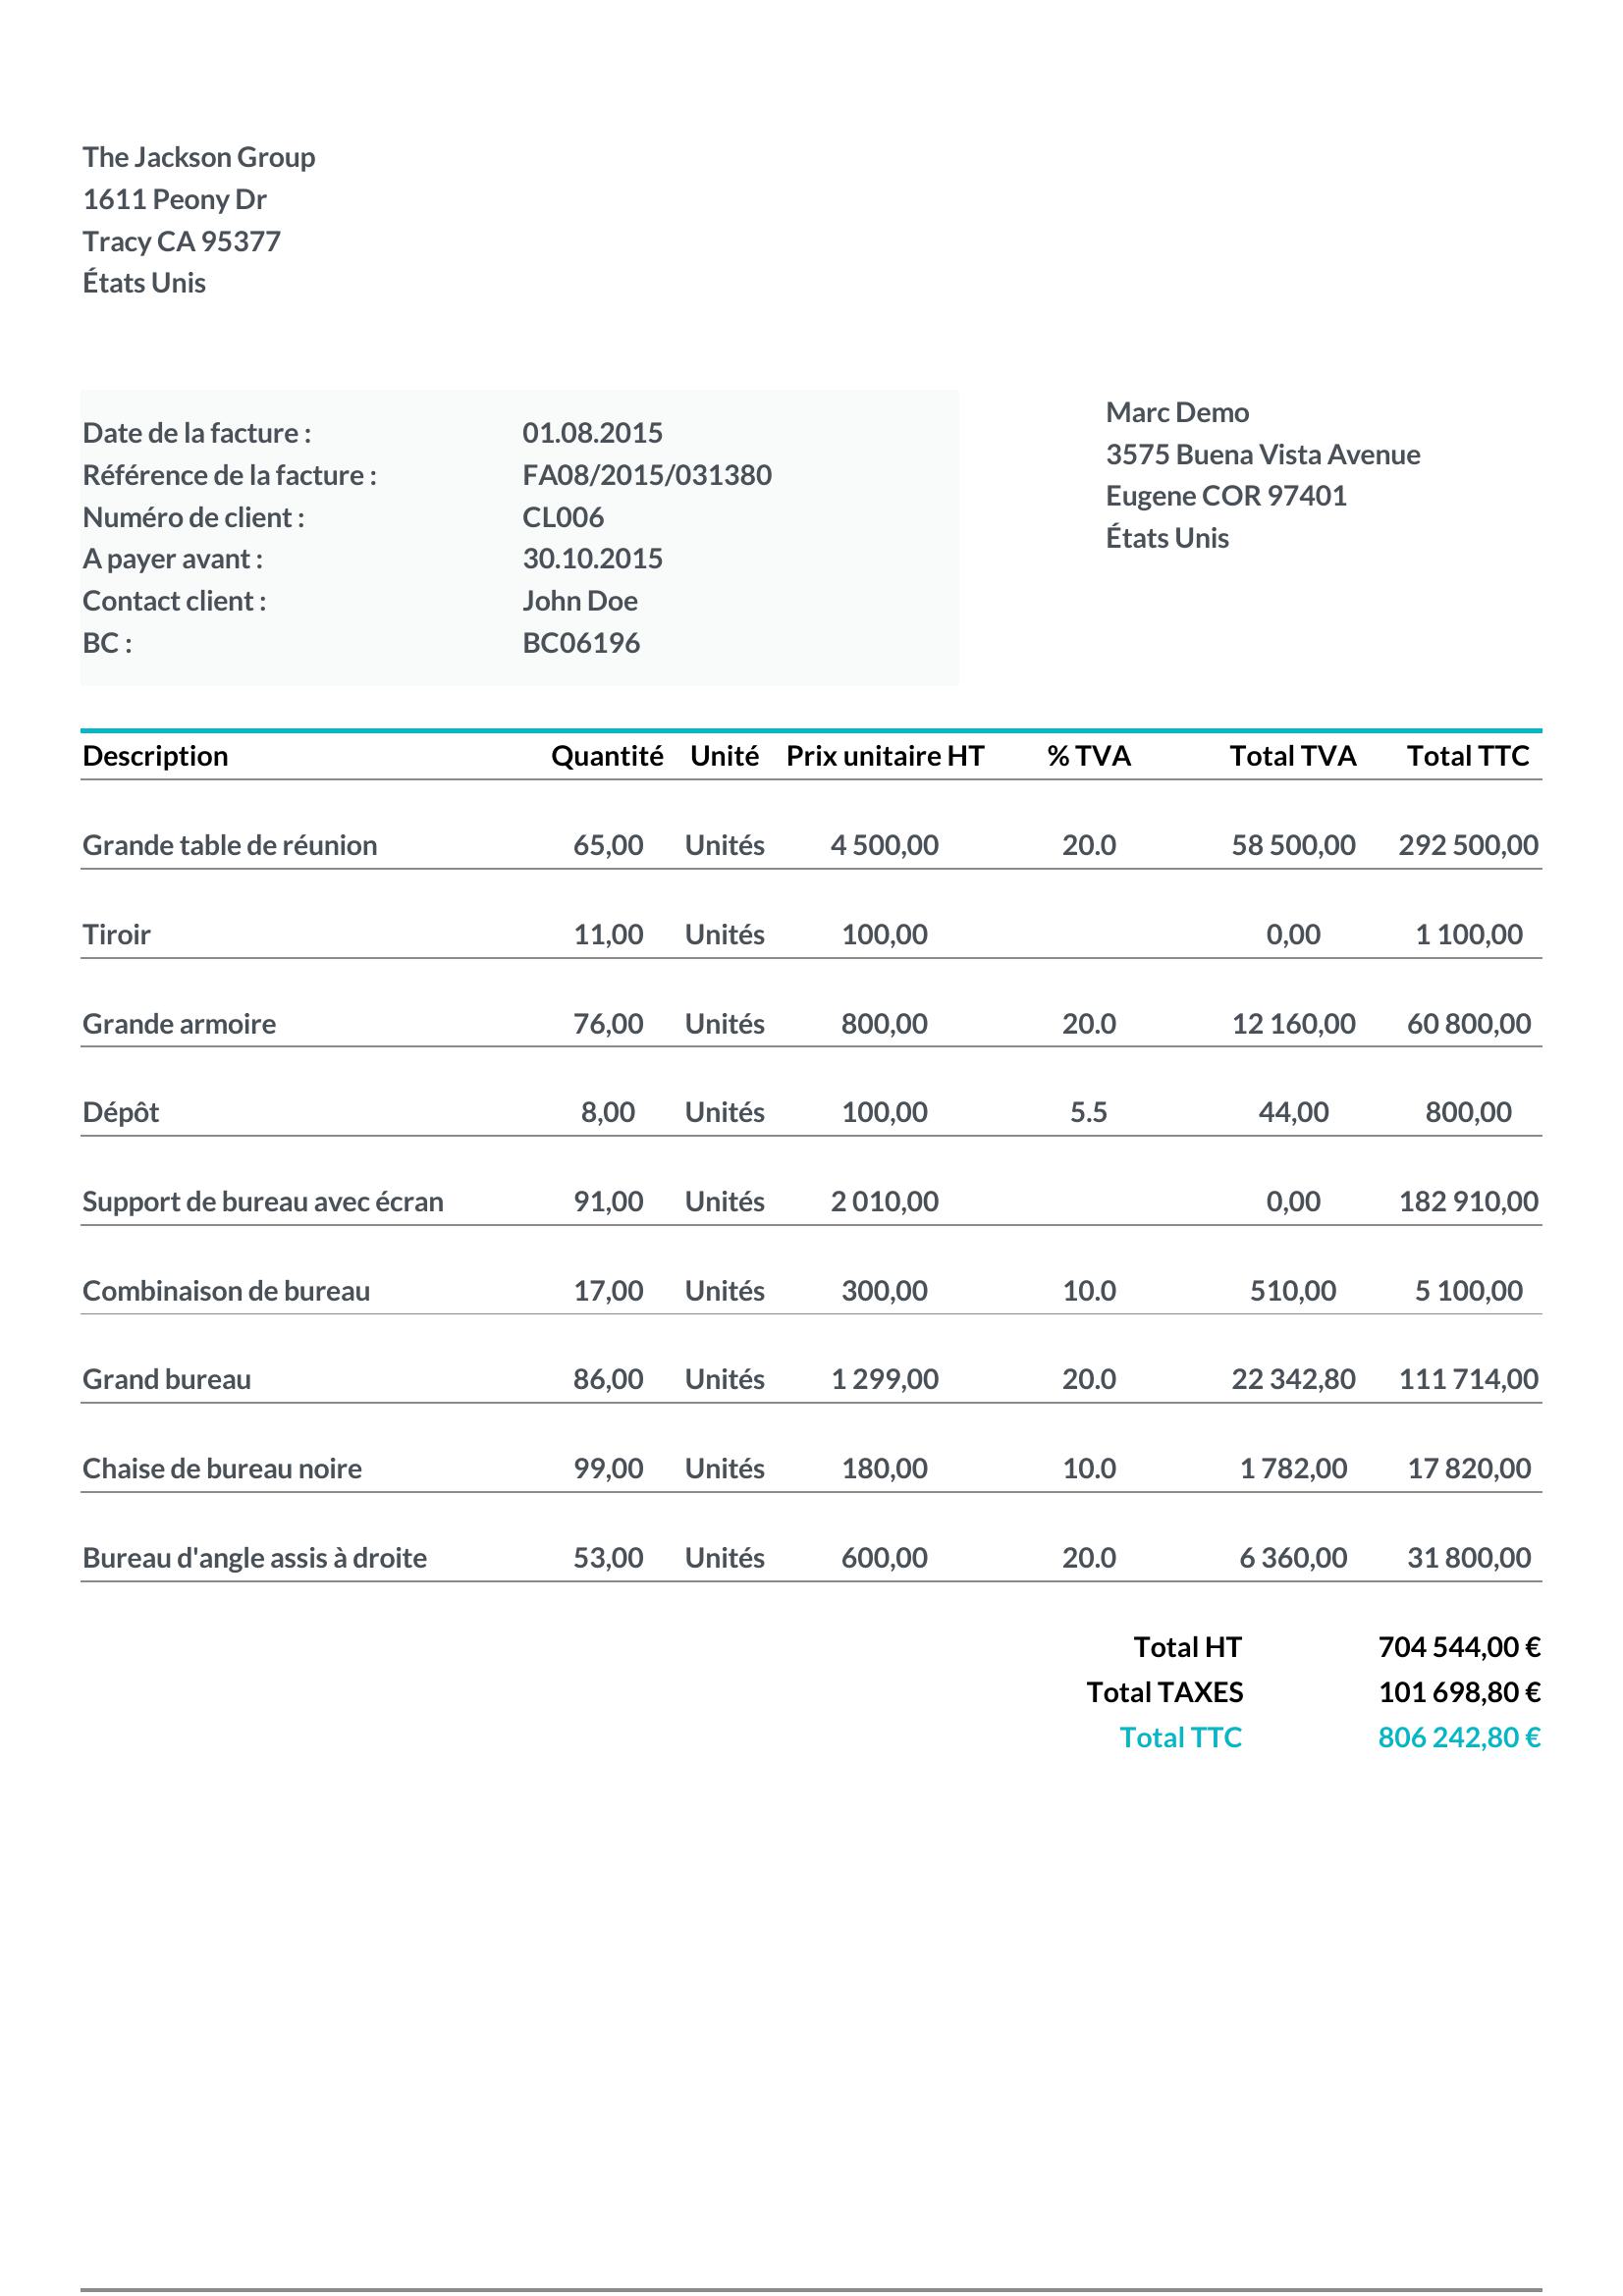 The Jackson Group
1611 Peony Dr
Tracy CA 95377
États Unis
Date de la facture : 01.08.2015
Référence de la facture : FA08/2015/031380
Numéro de client : CL006
A payer avant : 30.10.2015
Contact client : John Doe
BC : BC06196
Marc Demo
3575 Buena Vista Avenue
Eugene COR 97401
États Unis
Description Quantité Unité Prix unitaire HT % TVA Total TVA Total TTC
Grande table de réunion 65,00 Unités 4 500,00 20.0 58 500,00 292 500,00
Tiroir 11,00 Unités 100,00 0,00 1 100,00
Grande armoire 76,00 Unités 800,00 20.0 12 160,00 60 800,00
Dépôt 8,00 Unités 100,00 5.5 44,00 800,00
Support de bureau avec écran 91,00 Unités 2 010,00 0,00 182 910,00
Combinaison de bureau 17,00 Unités 300,00 10.0 510,00 5 100,00
Grand bureau 86,00 Unités 1 299,00 20.0 22 342,80 111 714,00
Chaise de bureau noire 99,00 Unités 180,00 10.0 1 782,00 17 820,00
Bureau d'angle assis à droite 53,00 Unités 600,00 20.0 6 360,00 31 800,00
Total HT 704 544,00 €
Total TAXES 101 698,80 €
Total TTC 806 242,80 €